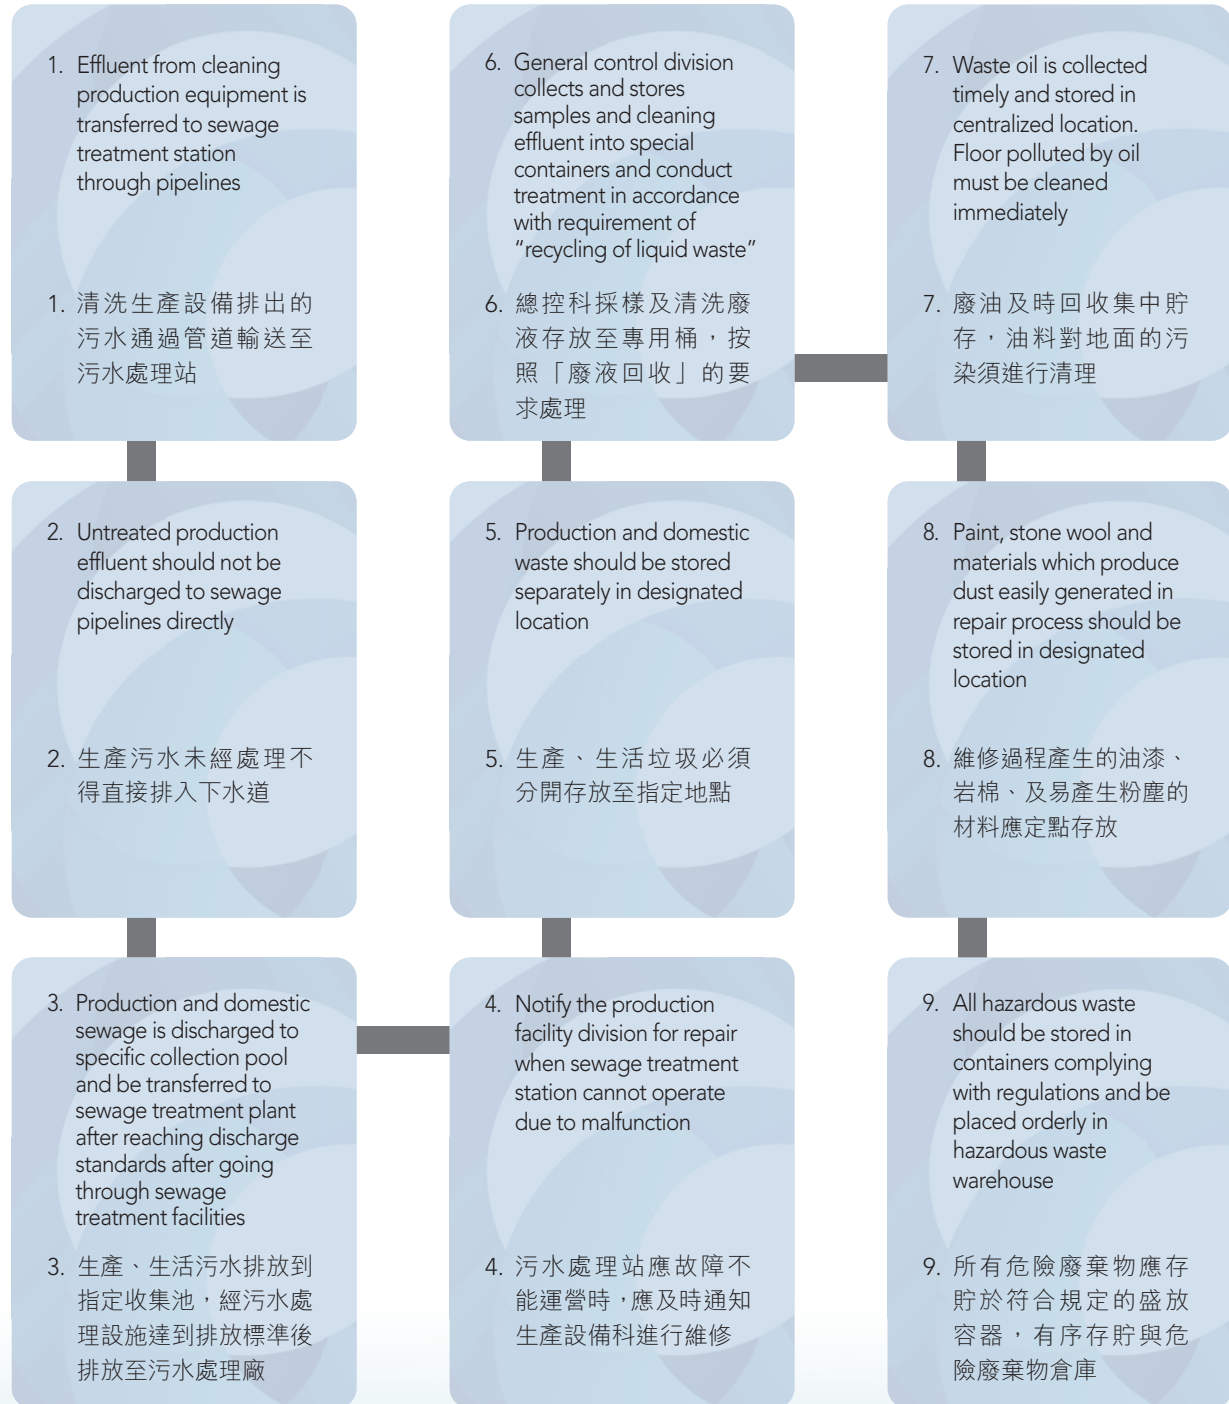 1. Effluent from cleaning
production equipment is
transferred to sewage
treatment station
through pipelines
1. 清洗生產設備排出的
污水通過管道輸送至
污水處理站
2. Untreated production
effluent should not be
discharged to sewage
pipelines directly
2. 生產污水未經處理不
得直接排入下水道
3. Production and domestic
sewage is discharged to
specific collection pool
and be transferred to
sewage treatment plant
after reaching discharge
standards after going
through sewage
treatment facilities
3. 生產、生活污水排放到
指定收集池，經污水處
理設施達到排放標準後
排放至污水處理廠
4. Notify the production
facility division for repair
when sewage treatment
station cannot operate
due to malfunction
4. 污水處理站應故障不
能運營時，應及時通知
生產設備科進行維修
5. Production and domestic
waste should be stored
separately in designated
location
5. 生產、生活垃圾必須
分開存放至指定地點
6. General control division
collects and stores
samples and cleaning
effluent into special
containers and conduct
treatment in accordance
with requirement of
“recycling of liquid waste”
6. 總控科採樣及清洗廢
液存放至專用桶，按
照「廢液回收」的要
求處理
7. Waste oil is collected
timely and stored in
centralized location.
Floor polluted by oil
must be cleaned
immediately
7. 廢油及時回收集中貯
存，油料對地面的污
染須進行清理
8. Paint, stone wool and
materials which produce
dust easily generated in
repair process should be
stored in designated
location
8. 維修過程產生的油漆、
岩棉、及易產生粉塵的
材料應定點存放
9. All hazardous waste
should be stored in
containers complying
with regulations and be
placed orderly in
hazardous waste
warehouse
9. 所有危險廢棄物應存
貯於符合規定的盛放
容器，有序存貯與危
險廢棄物倉庫